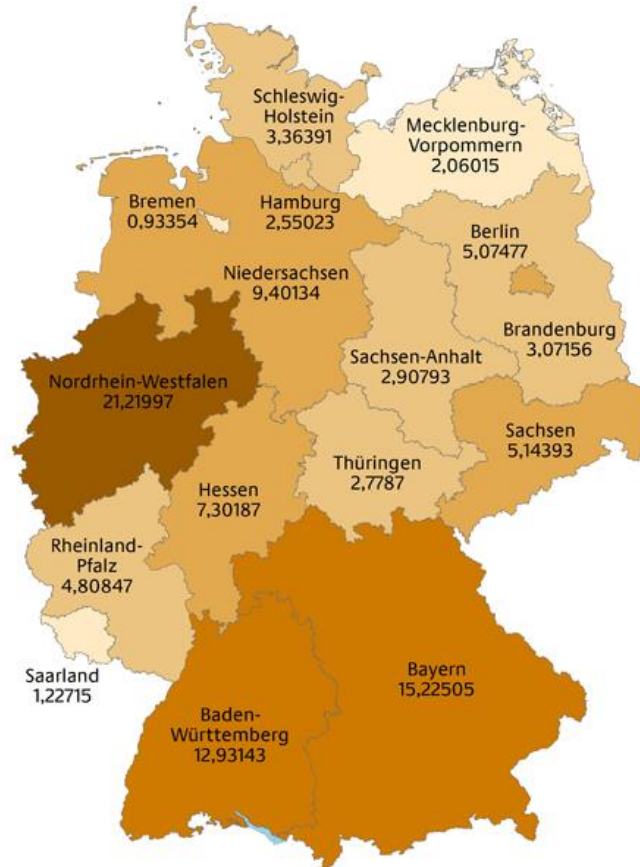 Schleswig-
Holstein
3,36391
Mecklenburg-
Vorpommern
2,06015
Bremen
0,93354
Hamburg
2,55023
Berlin
5,07477
Niedersachsen
9,40134
Brandenburg
3,07156
Sachsen-Anhalt
2,90793
Nordrhein-Westfalen
21,21997
Sachsen
5,14393
Thüringen
2,7787
Hessen
7,30187
Rheinland-
Pfalz
4,80847
Saarland
1,22715
Bayern
15,22505
Baden-
Württemberg
12,93143